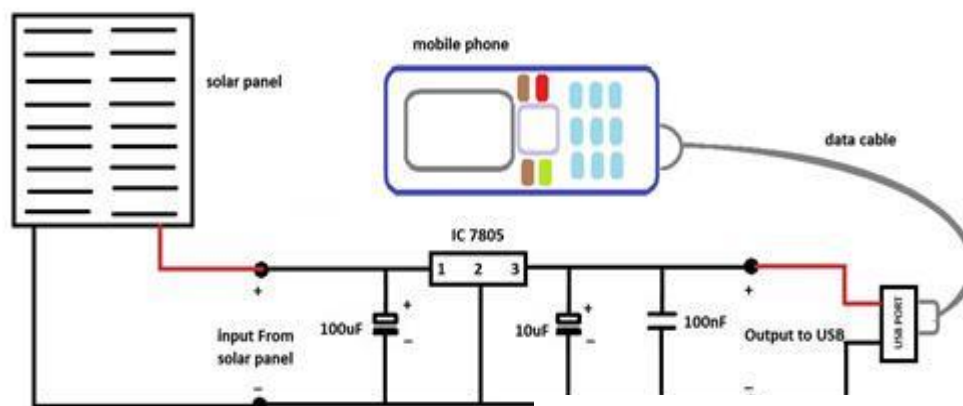 mobile phone
solar panel
data cable
IC 7805
1 2 3
+
+
+
+
100uF
10uF
100nF
input From
solar panel
Output to USB
USB PORT
−
−
−
−